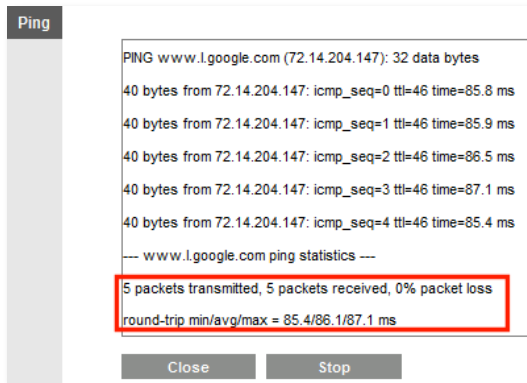 Ping
PING www.l.google.com (72.14.204.147): 32 data bytes
40 bytes from 72.14.204.147: icmp_seq=0 ttl=46 time=85.8 ms
40 bytes from 72.14.204.147: icmp_seq=1 ttl=46 time=85.9 ms
40 bytes from 72.14.204.147: icmp_seq=2 ttl=46 time=86.5 ms
40 bytes from 72.14.204.147: icmp_seq=3 ttl=46 time=87.1 ms
40 bytes from 72.14.204.147: icmp_seq=4 ttl=46 time=85.4 ms
--- www.l.google.com ping statistics ---
5 packets transmitted, 5 packets received, 0% packet loss
round-trip min/avg/max = 85.4/86.1/87.1 ms
Close Stop